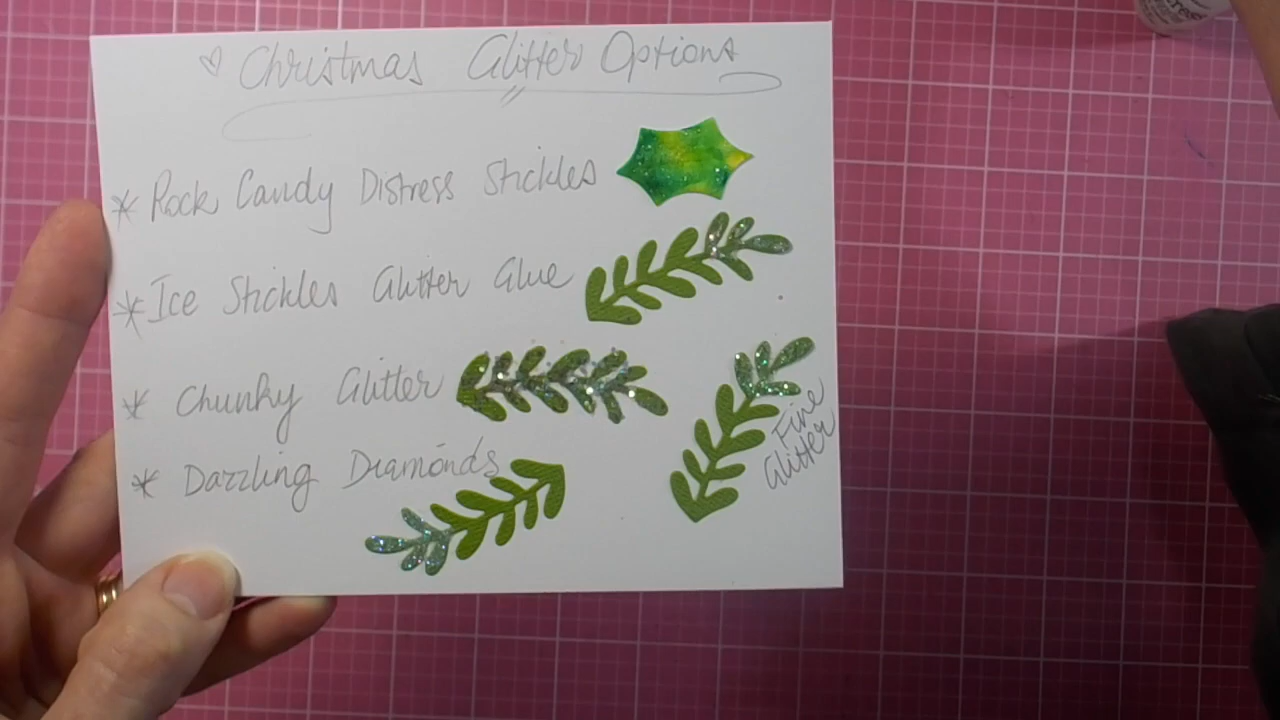 ♡ Christmas Glitter Options
* Rock Candy Distress Stickles
* Ice Stickles Glitter Glue
* Chunky Glitter
* Dazzling Diamonds
Fine
Glitter